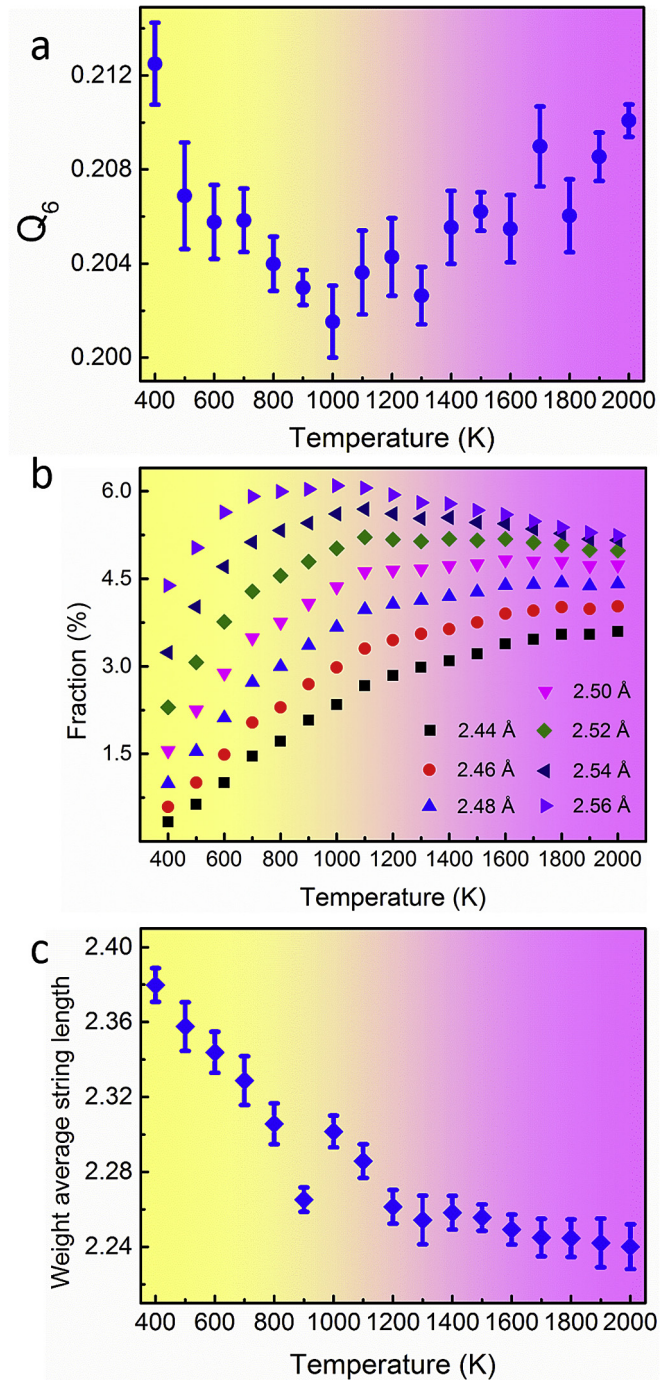 a
0.212
0.208
0.204
0.200
Q6
400 600 800 1000 1200 1400 1600 1800 2000
Temperature (K)
b
6.0
4.5
3.0
1.5
Fraction (%)
2.50 Å
2.44 Å 2.52 Å
2.46 Å 2.54 Å
2.48 Å 2.56 Å
400 600 800 1000 1200 1400 1600 1800 2000
Temperature (K)
c
2.40
2.36
2.32
2.28
2.24
Weight average string length
400 600 800 1000 1200 1400 1600 1800 2000
Temperature (K)